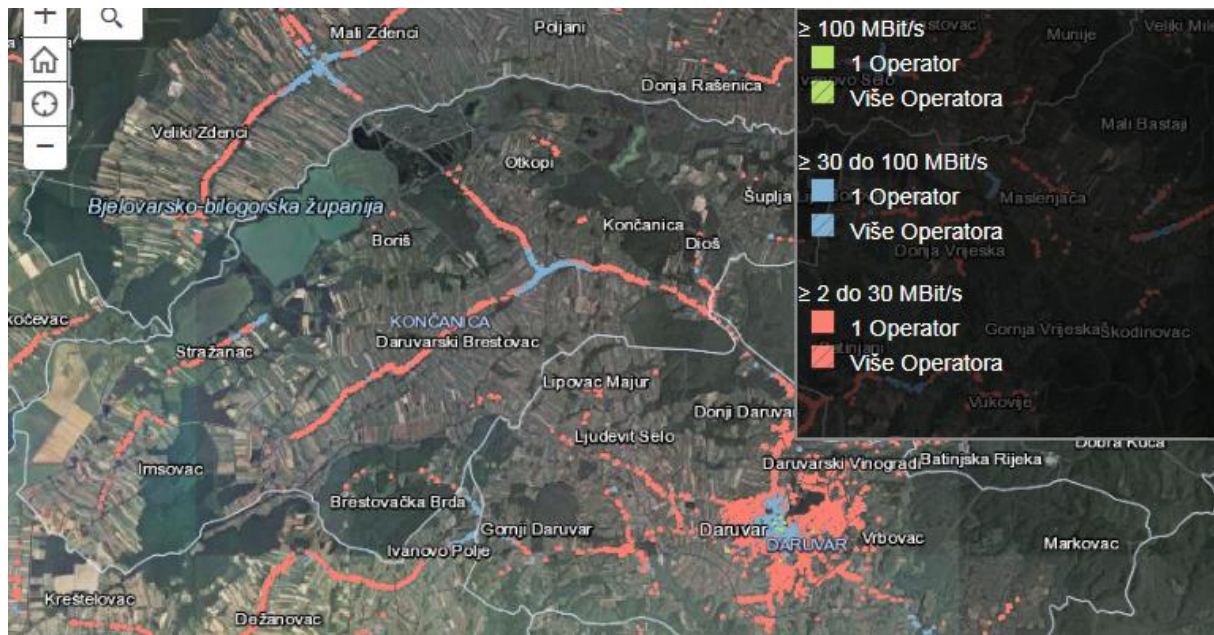 Mali Zdenci
Poljani
Donja Rašenica
Veliki Zdenci
Otkopi
Bjelovarsko-bilogorska županija
Boriš
Končanica
Šuplja
Dioš
KONČANICA
Daruvarski Brestovac
Stražanac
Lipovac Majur
Donji Daruvar
Ljudevit Selo
Imsovac
Daruvarski Vinogradi
Batinjska Rijeka
Dobra Kuća
Brestovačka Brda
Gornji Daruvar
Daruvar
DARUVAR
Vrbovac
Markovac
Ivanovo Polje
Kreštelovac
Dežanovac
≥ 100 MBit/s
1 Operator
Više Operatora
≥ 30 do 100 MBit/s
1 Operator
Više Operatora
≥ 2 do 30 MBit/s
1 Operator
Više Operatora
Munije
Mali Bastaji
Maslenjača
Donja Vrijeska
Gornja Vrijeska
Škodinovac
Vukovije